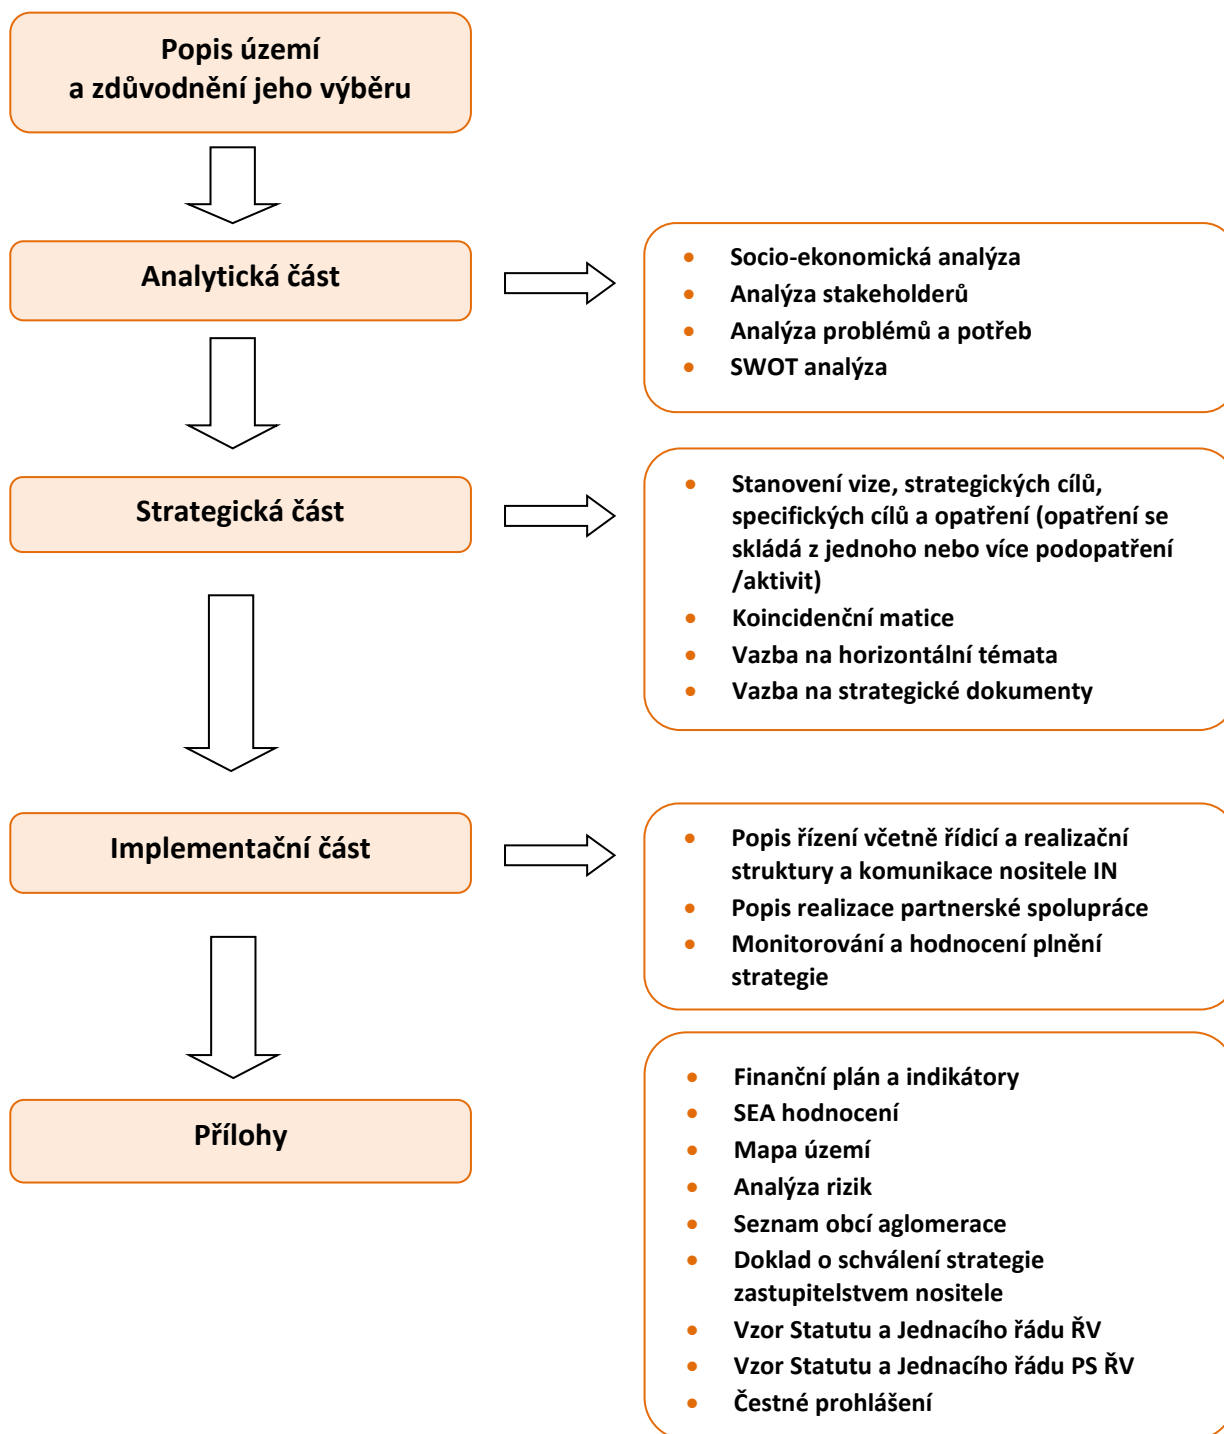 Popis území
a zdůvodnění jeho výběru
Analytická část
• Socio-ekonomická analýza
• Analýza stakeholderů
• Analýza problémů a potřeb
• SWOT analýza
Strategická část
• Stanovení vize, strategických cílů,
specifických cílů a opatření (opatření se
skládá z jednoho nebo více podopatření
/aktivit)
• Koincidenční matice
• Vazba na horizontální témata
• Vazba na strategické dokumenty
Implementační část
• Popis řízení včetně řídicí a realizační
struktury a komunikace nositele IN
• Popis realizace partnerské spolupráce
• Monitorování a hodnocení plnění
strategie
Přílohy
• Finanční plán a indikátory
• SEA hodnocení
• Mapa území
• Analýza rizik
• Seznam obcí aglomerace
• Doklad o schválení strategie
zastupitelstvem nositele
• Vzor Statutu a Jednacího řádu ŘV
• Vzor Statutu a Jednacího řádu PS ŘV
• Čestné prohlášení